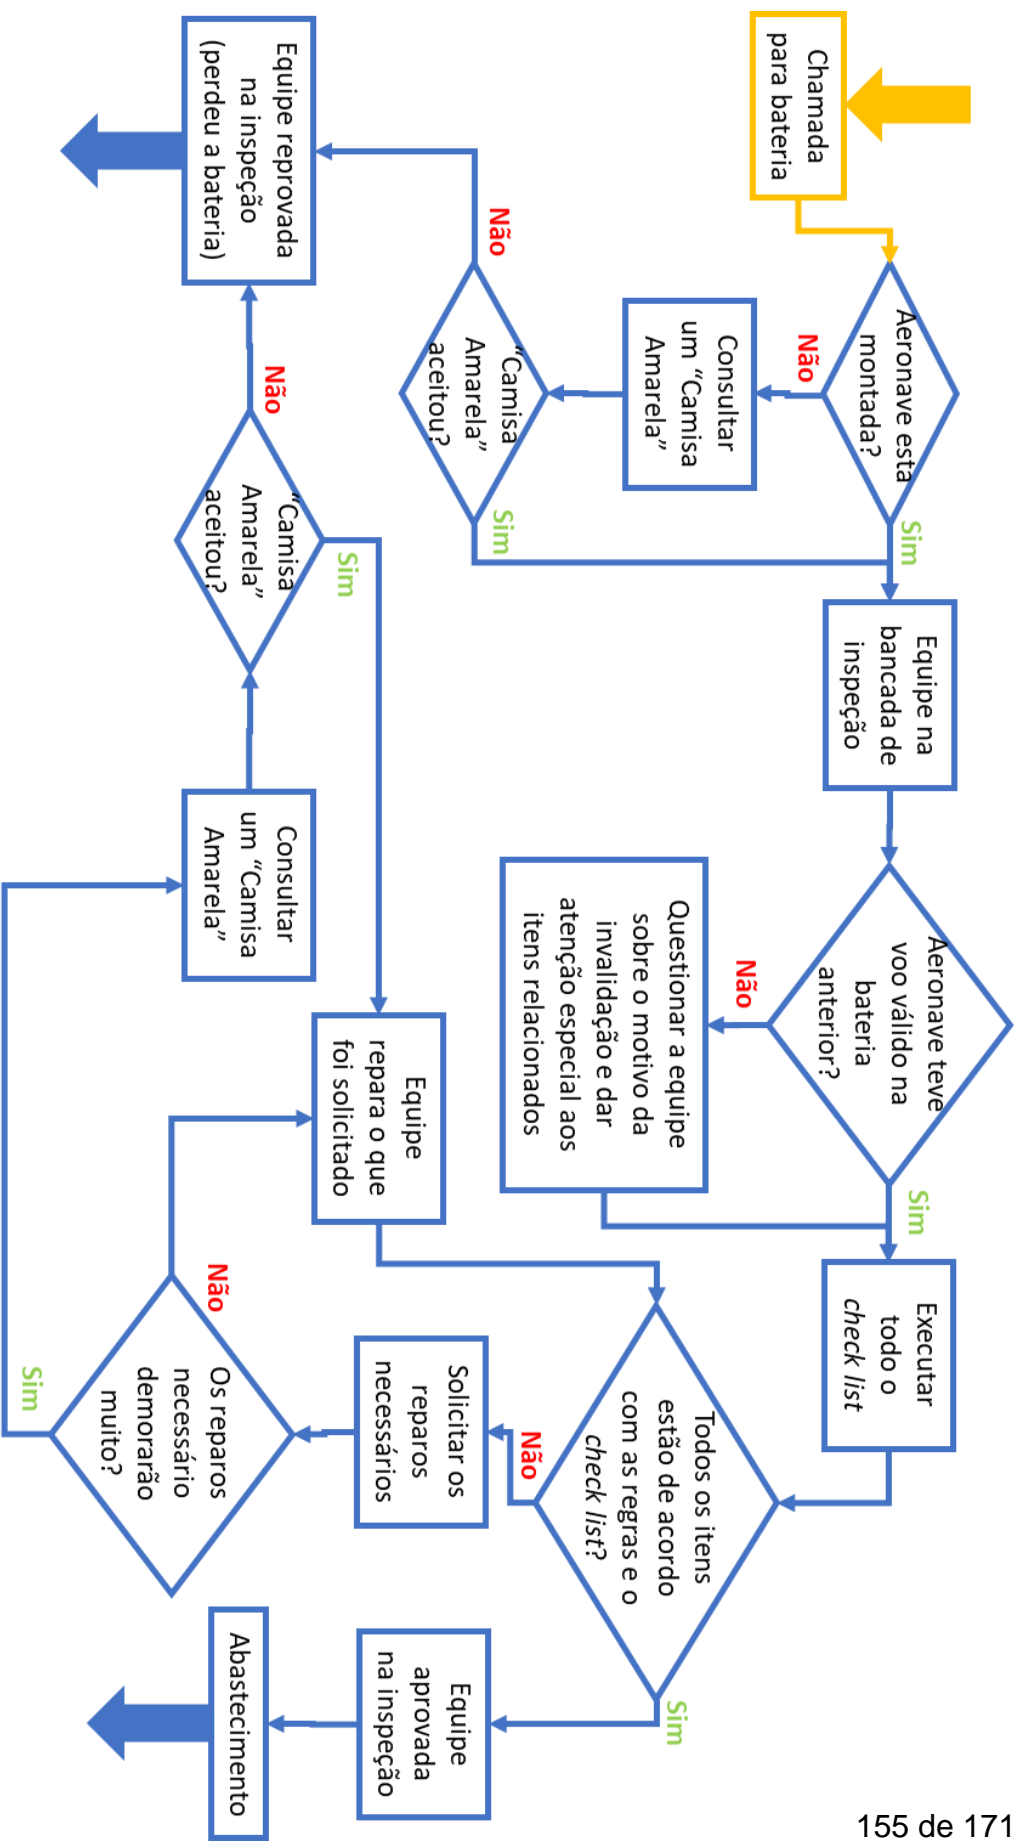 Chamada
para bateria
Aeronave esta
montada?
Não
Sim
Consultar
um “Camisa
Amarela”
“Camisa
Amarela”
aceitou?
Não
Sim
Equipe reprovada
na inspeção
(perdeu a bateria)
Equipe na
bancada de
inspeção
Aeronave teve
voo válido na
bateria
anterior?
Não
Sim
Questionar a equipe
sobre o motivo da
invalidação e dar
atenção especial aos
itens relacionados
Executar
todo o
check list
Todos os itens
estão de acordo
com as regras e o
check list?
Não
Sim
Solicitar os
reparos
necessários
Os reparos
necessário
demorarão
muito?
Não
Sim
Equipe
repara o que
foi solicitado
Consultar
um “Camisa
Amarela”
“Camisa
Amarela”
aceitou?
Não
Sim
Equipe
aprovada
na inspeção
Abastecimento
155 de 171